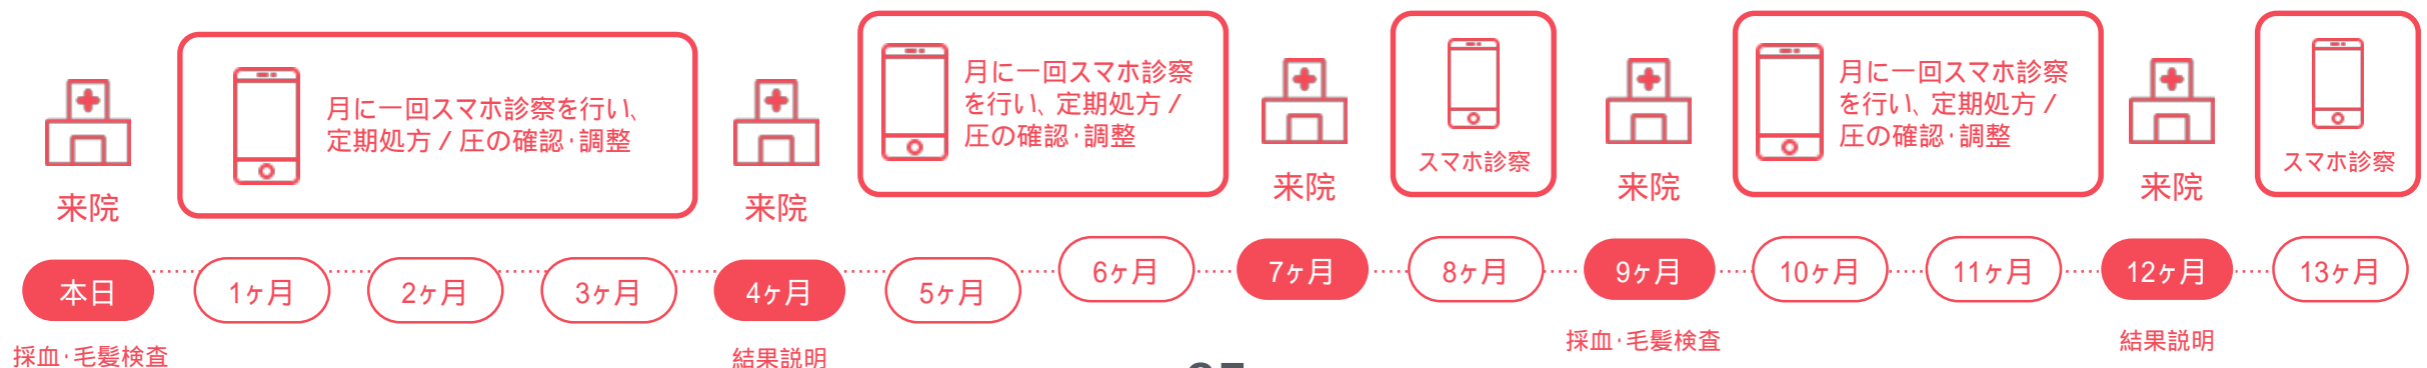 月に一回スマホ診察を行い、
定期処方 / 圧の確認・調整
来院
来院
月に一回スマホ診察
を行い、定期処方 /
圧の確認・調整
来院
スマホ診察
来院
月に一回スマホ診察
を行い、定期処方 /
圧の確認・調整
来院
スマホ診察
本日
1ヶ月
2ヶ月
3ヶ月
4ヶ月
5ヶ月
6ヶ月
7ヶ月
8ヶ月
9ヶ月
10ヶ月
11ヶ月
12ヶ月
13ヶ月
採血・毛髪検査
結果説明
採血・毛髪検査
結果説明